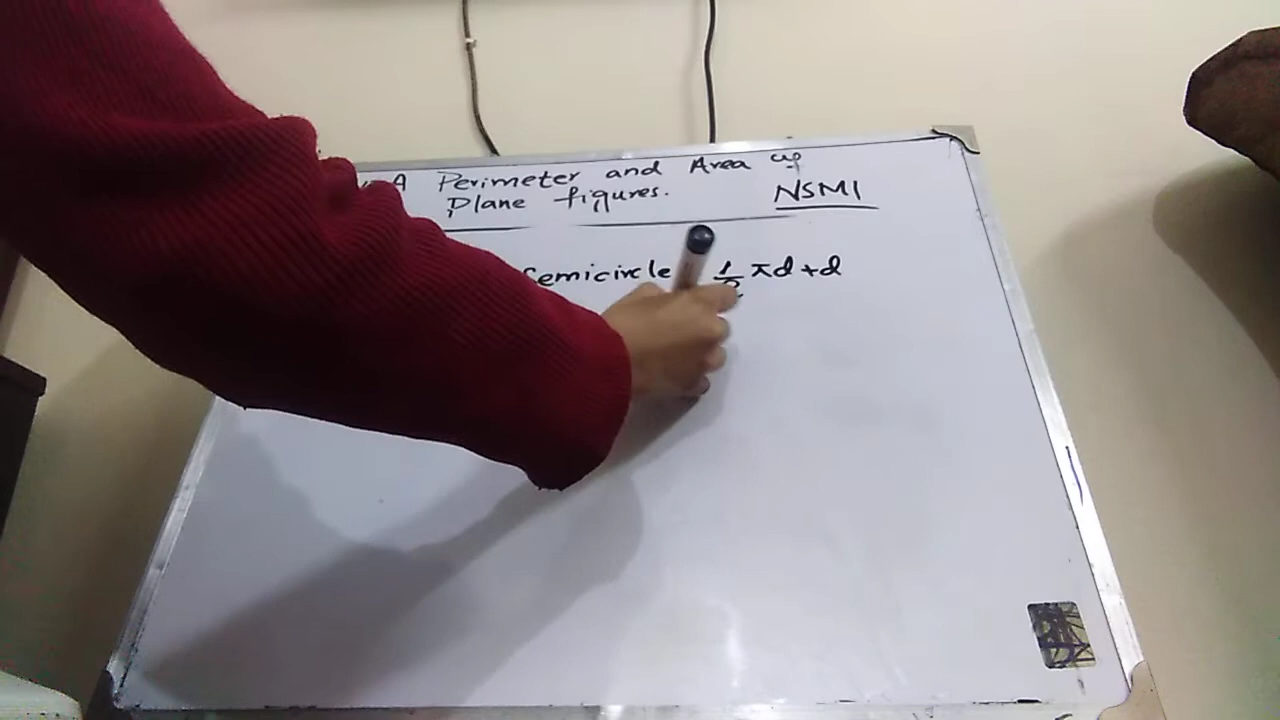 A Perimeter and Area of
Plane figures.
NSM1
Semicircle 1/2 πd + d